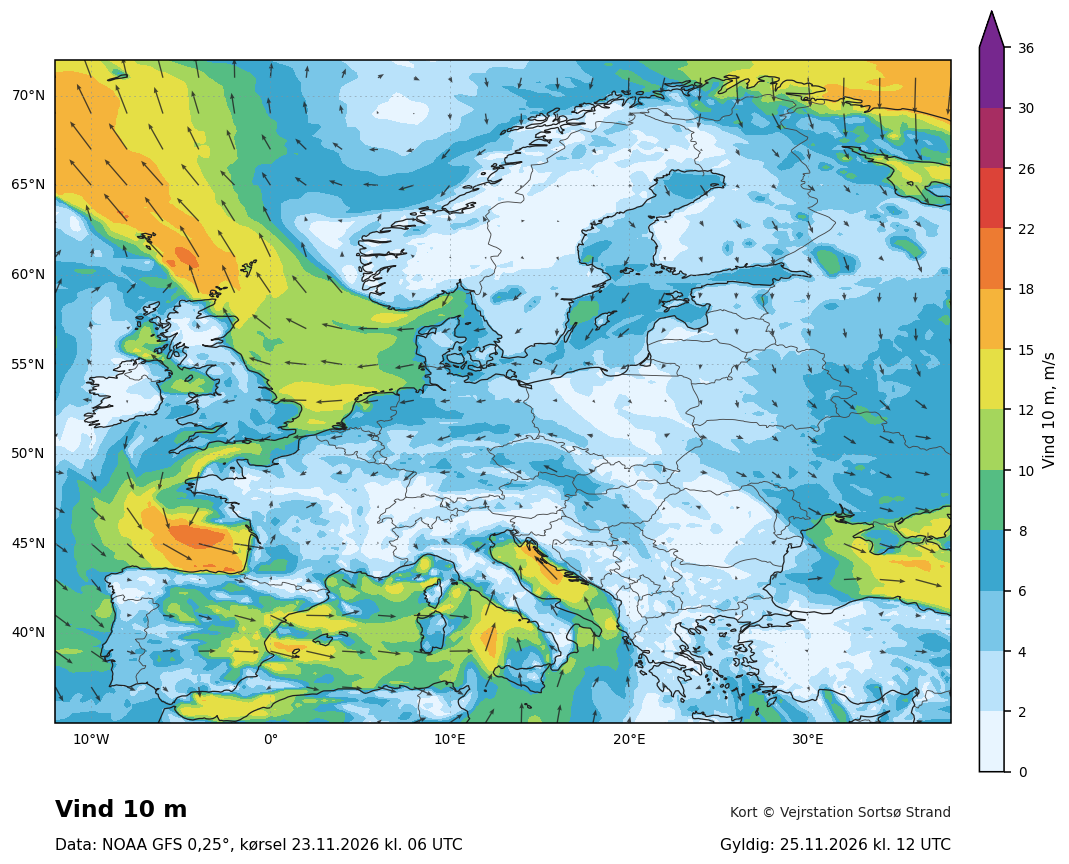 36
30
26
22
18
15
12
10
8
6
4
2
0
Vind 10 m, m/s
70°N
65°N
60°N
55°N
50°N
45°N
40°N
10°W
0°
10°E
20°E
30°E
Vind 10 m
Kort © Vejrstation Sortsø Strand
Data: NOAA GFS 0,25°, kørsel 23.11.2026 kl. 06 UTC
Gyldig: 25.11.2026 kl. 12 UTC